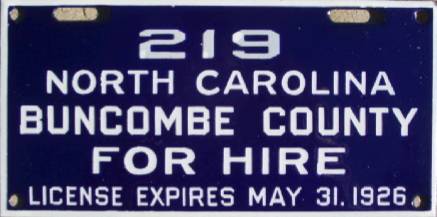 219
NORTH CAROLINA
BUNCOMBE COUNTY
FOR HIRE
LICENSE EXPIRES MAY 31. 1926.